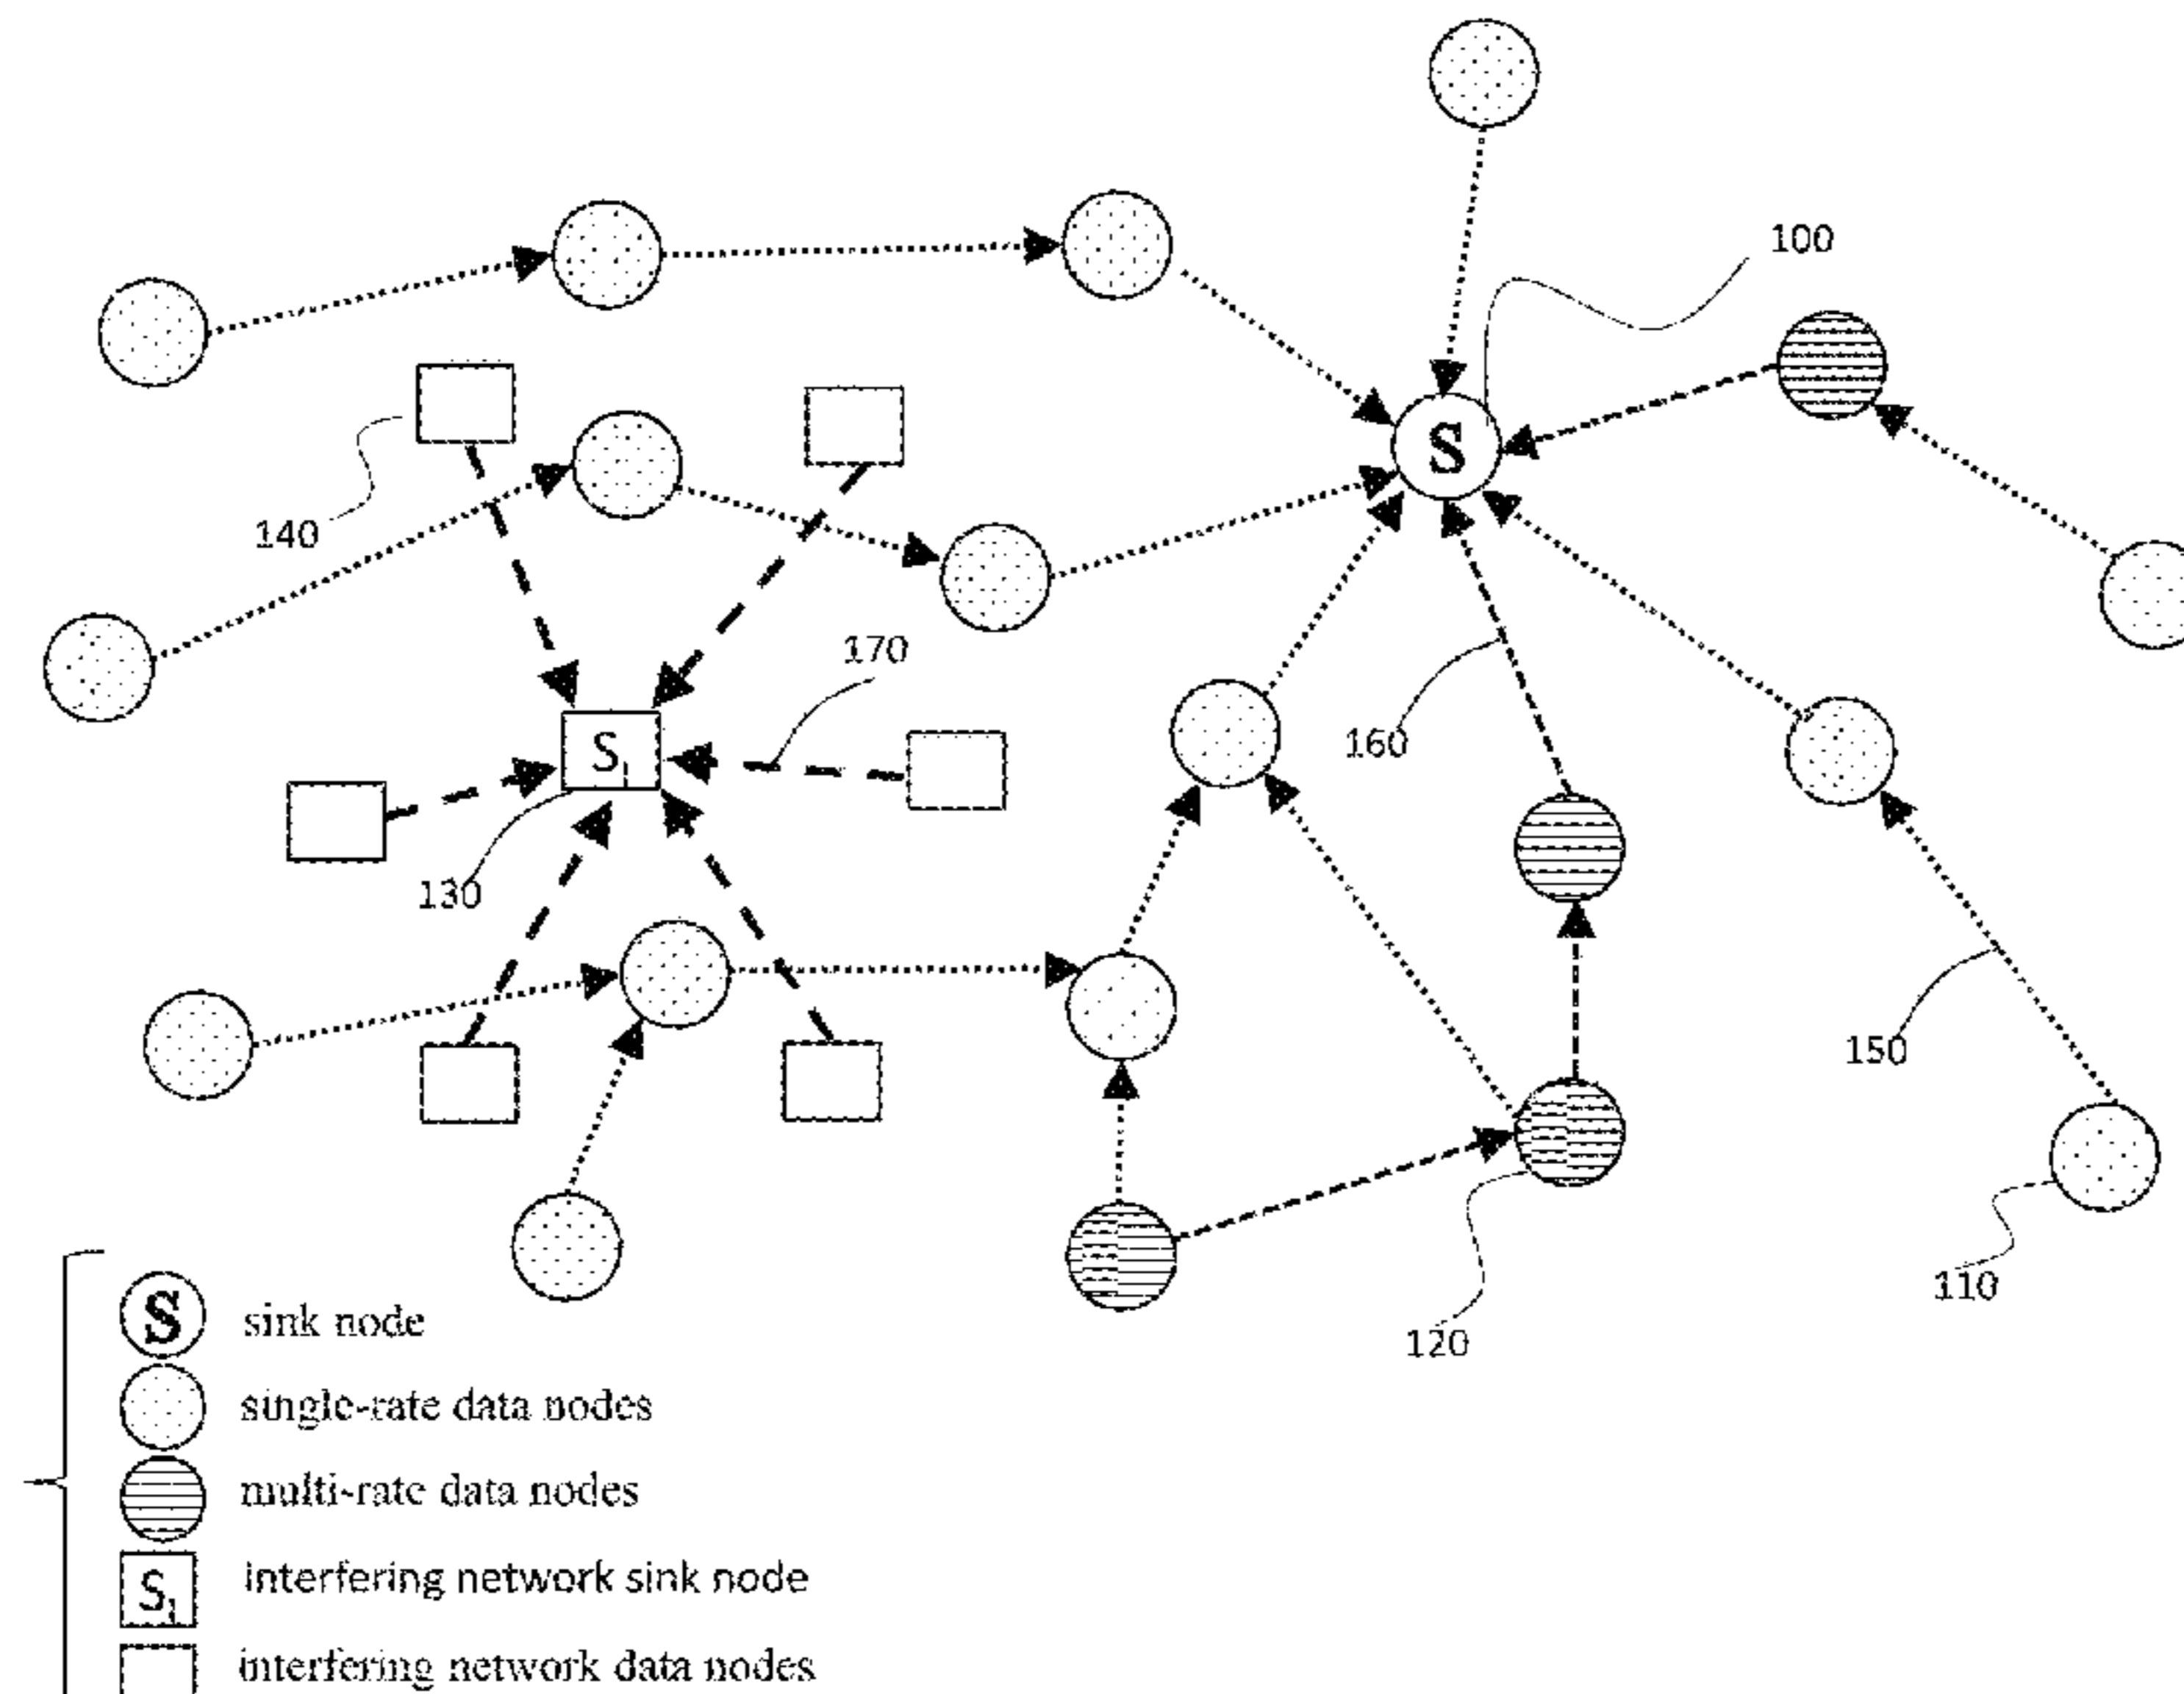 100
S
140
170
160
S1
130
150
110
120
S sink node
single-rate data nodes
multi-rate data nodes
S1 interfering network sink node
interfering network data nodes